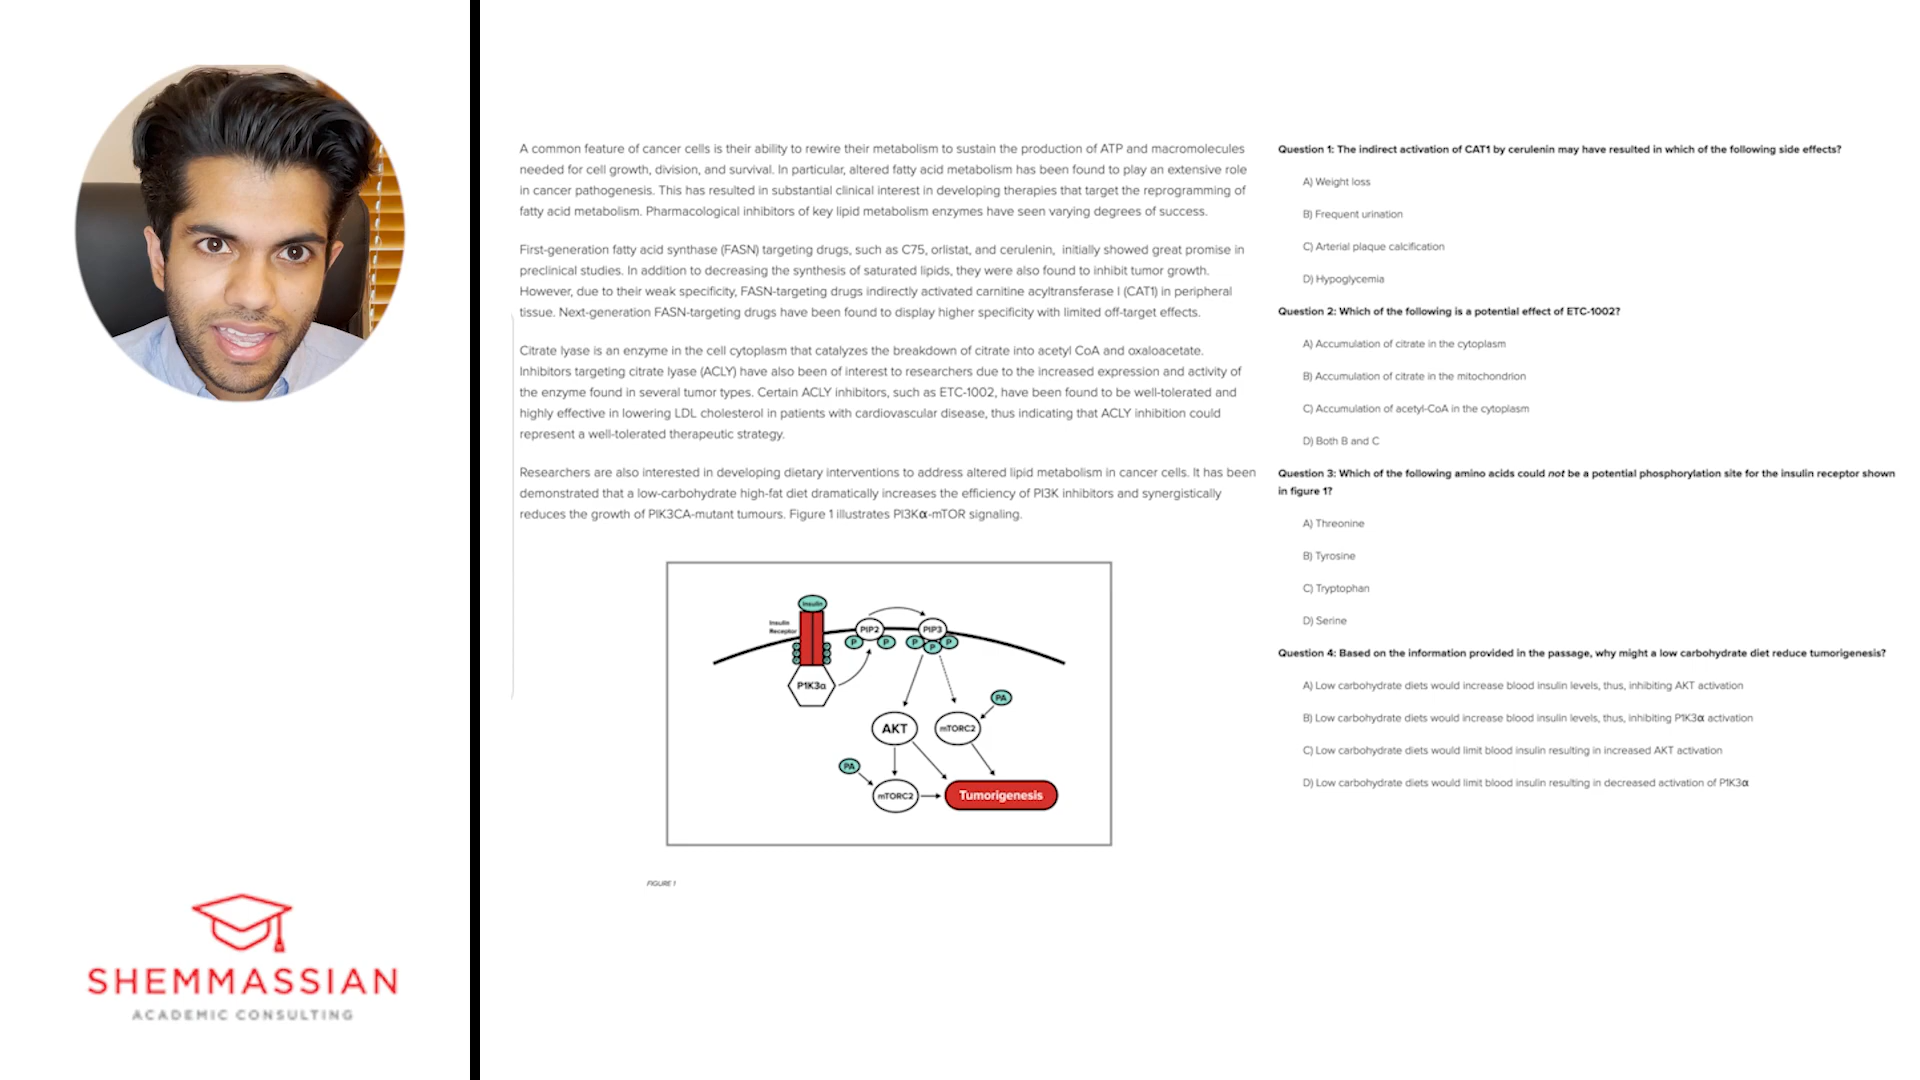 A common feature of cancer cells is their ability to rewire their metabolism to sustain the production of ATP and macromolecules
needed for cell growth, division, and survival. In particular, altered fatty acid metabolism has been found to play an extensive role
in cancer pathogenesis. This has resulted in substantial clinical interest in developing therapies that target the reprogramming of
fatty acid metabolism. Pharmacological inhibitors of key lipid metabolism enzymes have seen varying degrees of success.
First-generation fatty acid synthase (FASN) targeting drugs, such as C75, orlistat, and cerulenin, initially showed great promise in
preclinical studies. In addition to decreasing the synthesis of saturated lipids, they were also found to inhibit tumor growth.
However, due to their weak specificity, FASN-targeting drugs indirectly activated carnitine acyltransferase I (CAT1) in peripheral
tissue. Next-generation FASN-targeting drugs have been found to display higher specificity with limited off-target effects.
Citrate lyase is an enzyme in the cell cytoplasm that catalyzes the breakdown of citrate into acetyl CoA and oxaloacetate.
Inhibitors targeting citrate lyase (ACLY) have also been of interest to researchers due to the increased expression and activity of
the enzyme found in several tumor types. Certain ACLY inhibitors, such as ETC-1002, have been found to be well-tolerated and
highly effective in lowering LDL cholesterol in patients with cardiovascular disease, thus indicating that ACLY inhibition could
represent a well-tolerated therapeutic strategy.
Researchers are also interested in developing dietary interventions to address altered lipid metabolism in cancer cells. It has been
demonstrated that a low-carbohydrate high-fat diet dramatically increases the efficiency of PI3K inhibitors and synergistically
reduces the growth of PIK3CA-mutant tumours. Figure 1 illustrates PI3Kα-mTOR signaling.
Insulin
Insulin
Receptor
PIP2
PIP3
P
P
P
P
P
P1K3α
PA
AKT
mTORC2
PA
mTORC2
Tumorigenesis
FIGURE 1
Question 1: The indirect activation of CAT1 by cerulenin may have resulted in which of the following side effects?
A) Weight loss
B) Frequent urination
C) Arterial plaque calcification
D) Hypoglycemia
Question 2: Which of the following is a potential effect of ETC-1002?
A) Accumulation of citrate in the cytoplasm
B) Accumulation of citrate in the mitochondrion
C) Accumulation of acetyl-CoA in the cytoplasm
D) Both B and C
Question 3: Which of the following amino acids could not be a potential phosphorylation site for the insulin receptor shown
in figure 1?
A) Threonine
B) Tyrosine
C) Tryptophan
D) Serine
Question 4: Based on the information provided in the passage, why might a low carbohydrate diet reduce tumorigenesis?
A) Low carbohydrate diets would increase blood insulin levels, thus, inhibiting AKT activation
B) Low carbohydrate diets would increase blood insulin levels, thus, inhibiting P1K3α activation
C) Low carbohydrate diets would limit blood insulin resulting in increased AKT activation
D) Low carbohydrate diets would limit blood insulin resulting in decreased activation of P1K3α
SHEMMASSIAN
ACADEMIC CONSULTING